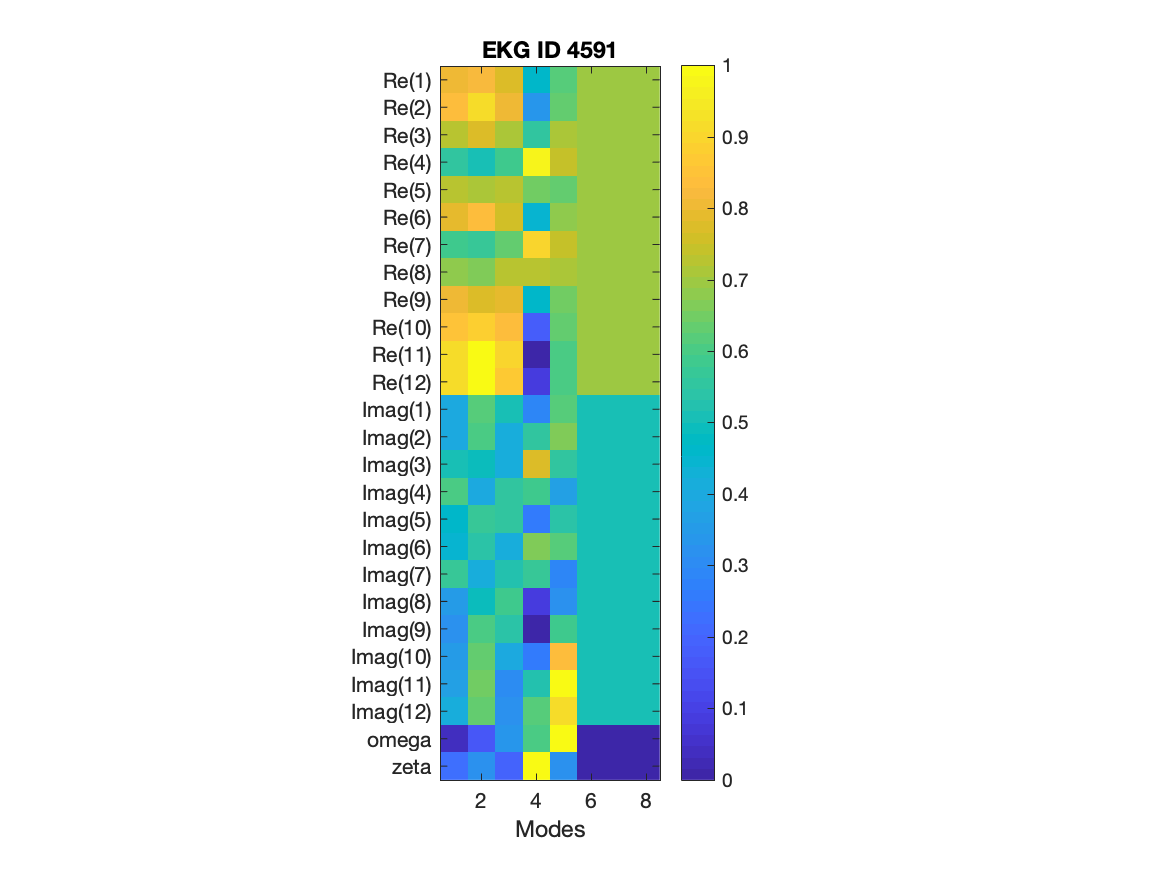 EKG ID 4591
Re(1)
Re(2)
Re(3)
Re(4)
Re(5)
Re(6)
Re(7)
Re(8)
Re(9)
Re(10)
Re(11)
Re(12)
Imag(1)
Imag(2)
Imag(3)
Imag(4)
Imag(5)
Imag(6)
Imag(7)
Imag(8)
Imag(9)
Imag(10)
Imag(11)
Imag(12)
omega
zeta
2 4 6 8
Modes
1
0.9
0.8
0.7
0.6
0.5
0.4
0.3
0.2
0.1
0